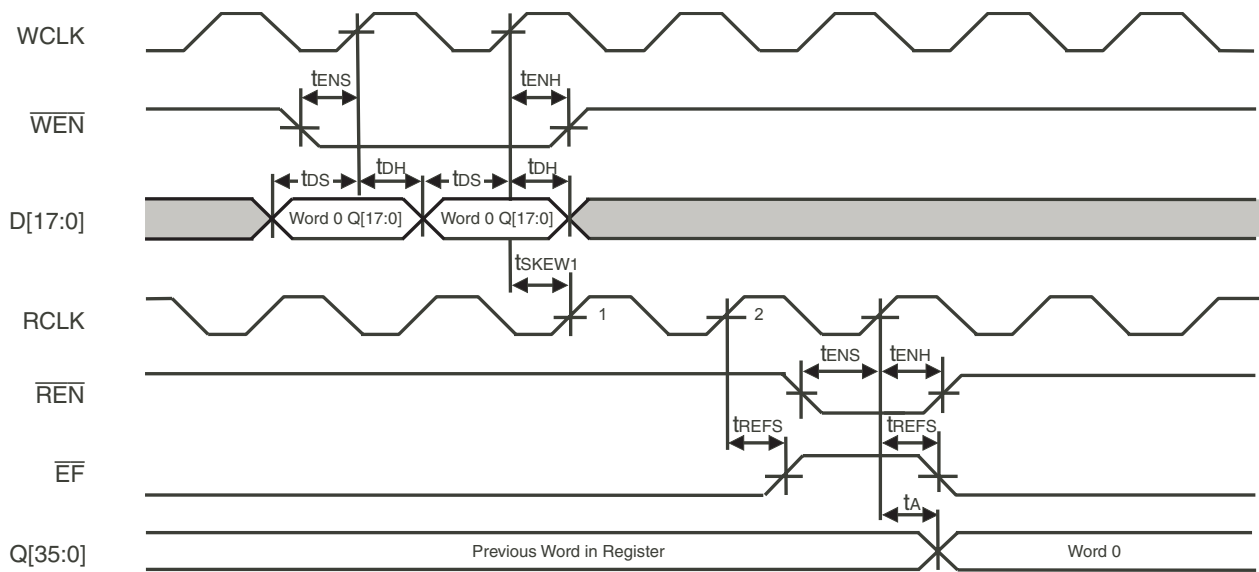 WCLK
tENS
tENH
WEN
tDS
tDH
tDS
tDH
D[17:0]
Word 0 Q[17:0]
Word 0 Q[17:0]
tSKEW1
RCLK
1
2
tENS
tENH
REN
tREFS
tREFS
EF
tA
Q[35:0]
Previous Word in Register
Word 0